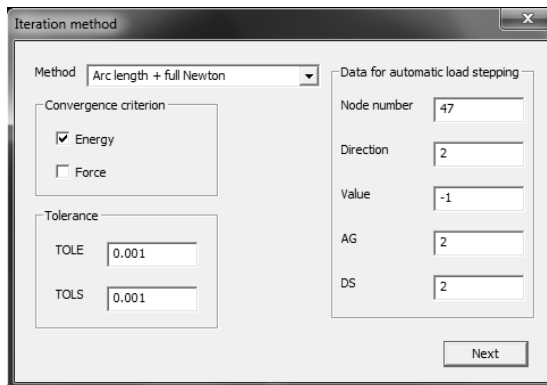 Iteration method
x
Method Arc length + full Newton
Convergence criterion
Energy
Force
Tolerance
TOLE 0.001
TOLS 0.001
Data for automatic load stepping
Node number 47
Direction 2
Value -1
AG 2
DS 2
Next